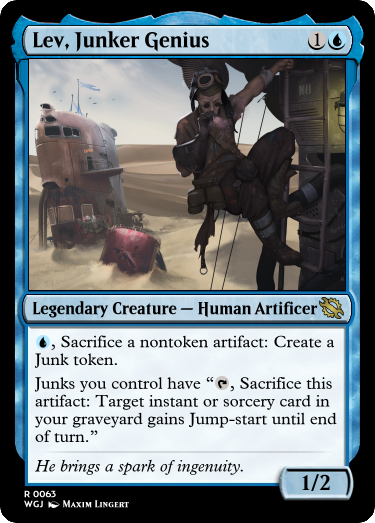 Lev, Junker Genius 1
Legendary Creature — Human Artificer
, Sacrifice a nontoken artifact: Create a
Junk token.
Junks you control have “, Sacrifice this
artifact: Target instant or sorcery card in
your graveyard gains Jump-start until end
of turn.”
He brings a spark of ingenuity.
1/2
R 0063
WGJ Maxim Lingert